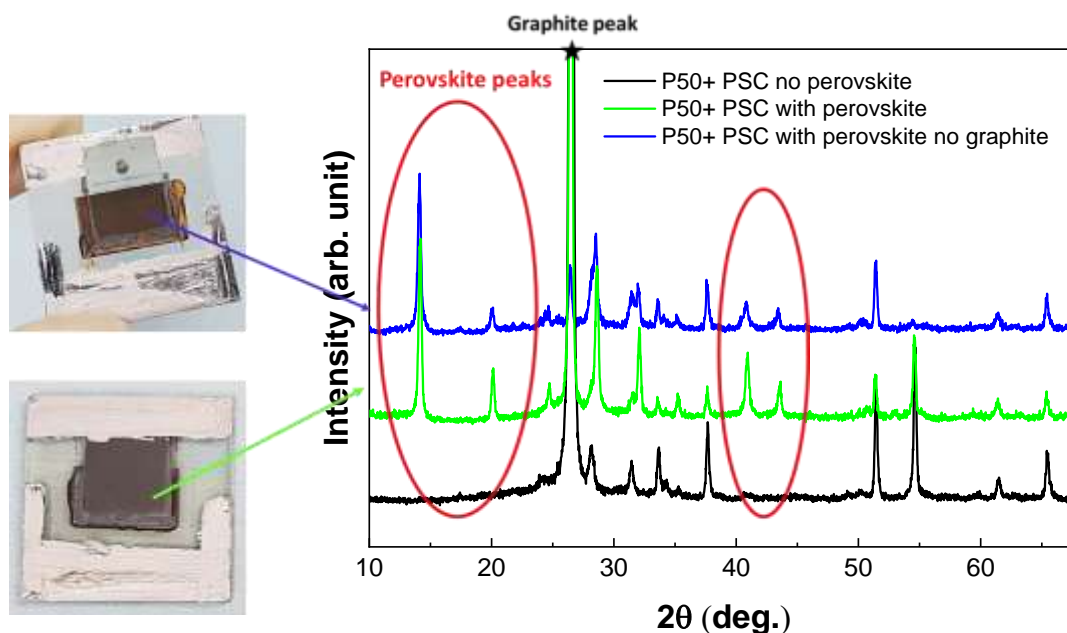 Graphite peak
★
Perovskite peaks
P50+ PSC no perovskite
P50+ PSC with perovskite
P50+ PSC with perovskite no graphite
Intensity (arb. unit)
10 20 30 40 50 60
2θ (deg.)